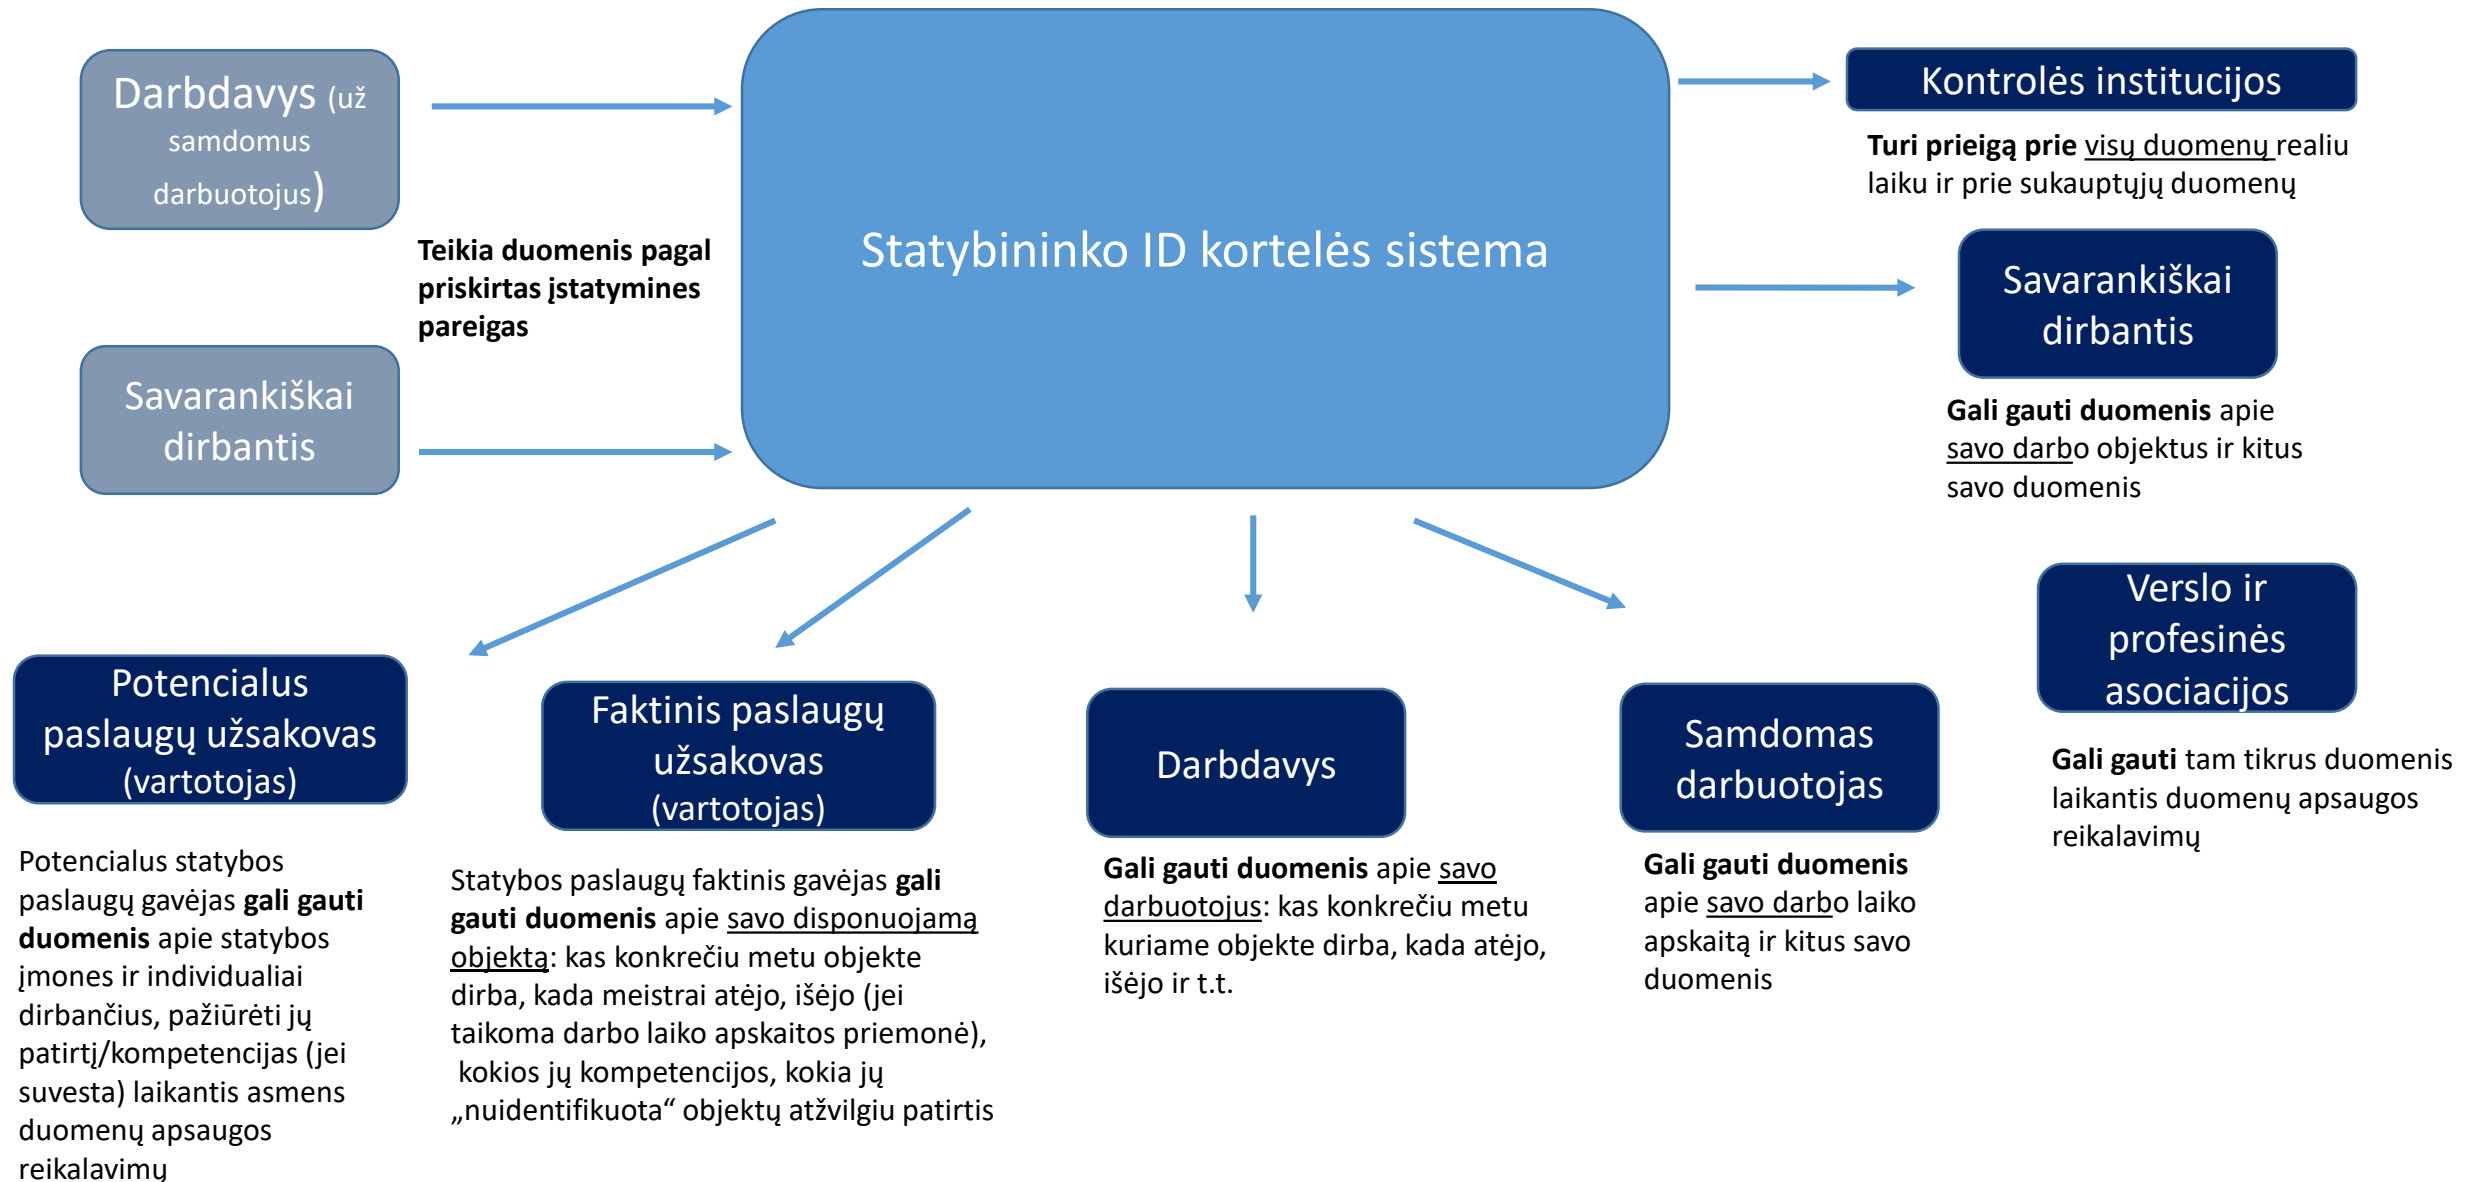 Darbdavys (už
samdomus
darbuotojus)
Teikia duomenis pagal
priskirtas įstatymines
pareigas
Savarankiškai
dirbantis
Statybininko ID kortelės sistema
Kontrolės institucijos
Turi prieigą prie visų duomenų realiu
laiku ir prie sukauptųjų duomenų
Savarankiškai
dirbantis
Gali gauti duomenis apie
savo darbo objektus ir kitus
savo duomenis
Potencialus
paslaugų užsakovas
(vartotojas)
Potencialus statybos
paslaugų gavėjas gali gauti
duomenis apie statybos
įmones ir individualiai
dirbančius, pažiūrėti jų
patirtį/kompetencijas (jei
suvesta) laikantis asmens
duomenų apsaugos
reikalavimų
Faktinis paslaugų
užsakovas
(vartotojas)
Statybos paslaugų faktinis gavėjas gali
gauti duomenis apie savo disponuojamą
objektą: kas konkrečiu metu objekte
dirba, kada meistrai atėjo, išėjo (jei
taikoma darbo laiko apskaitos priemonė),
kokios jų kompetencijos, kokia jų
„nuidentifikuota“ objektų atžvilgiu patirtis
Darbdavys
Gali gauti duomenis apie savo
darbuotojus: kas konkrečiu metu
kuriame objekte dirba, kada atėjo,
išėjo ir t.t.
Samdomas
darbuotojas
Gali gauti duomenis
apie savo darbo laiko
apskaitą ir kitus savo
duomenis
Verslo ir
profesinės
asociacijos
Gali gauti tam tikrus duomenis
laikantis duomenų apsaugos
reikalavimų